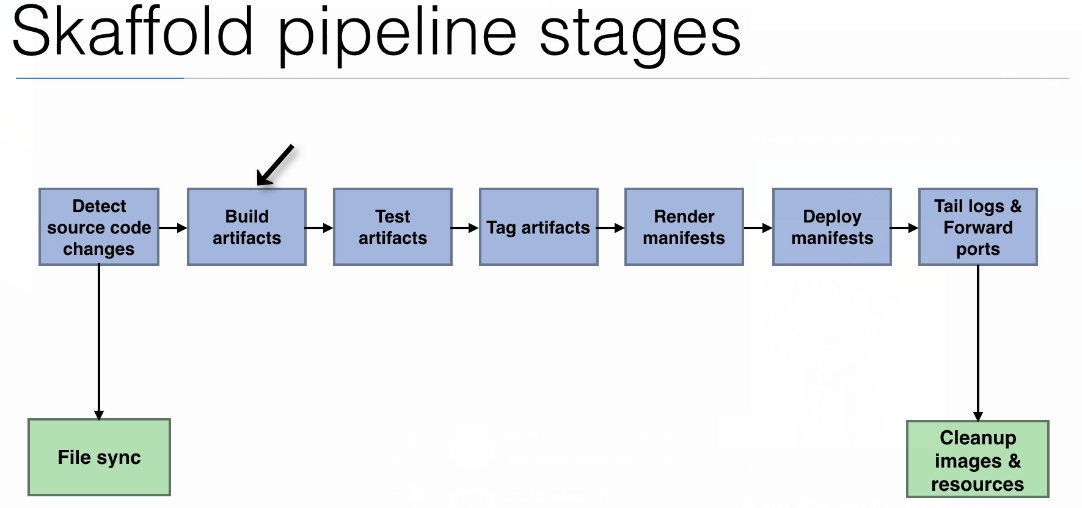 Skaffold pipeline stages
Detect
source code
changes
Build
artifacts
Test
artifacts
Tag artifacts
Render
manifests
Deploy
manifests
Tail logs &
Forward
ports
File sync
Cleanup
images &
resources